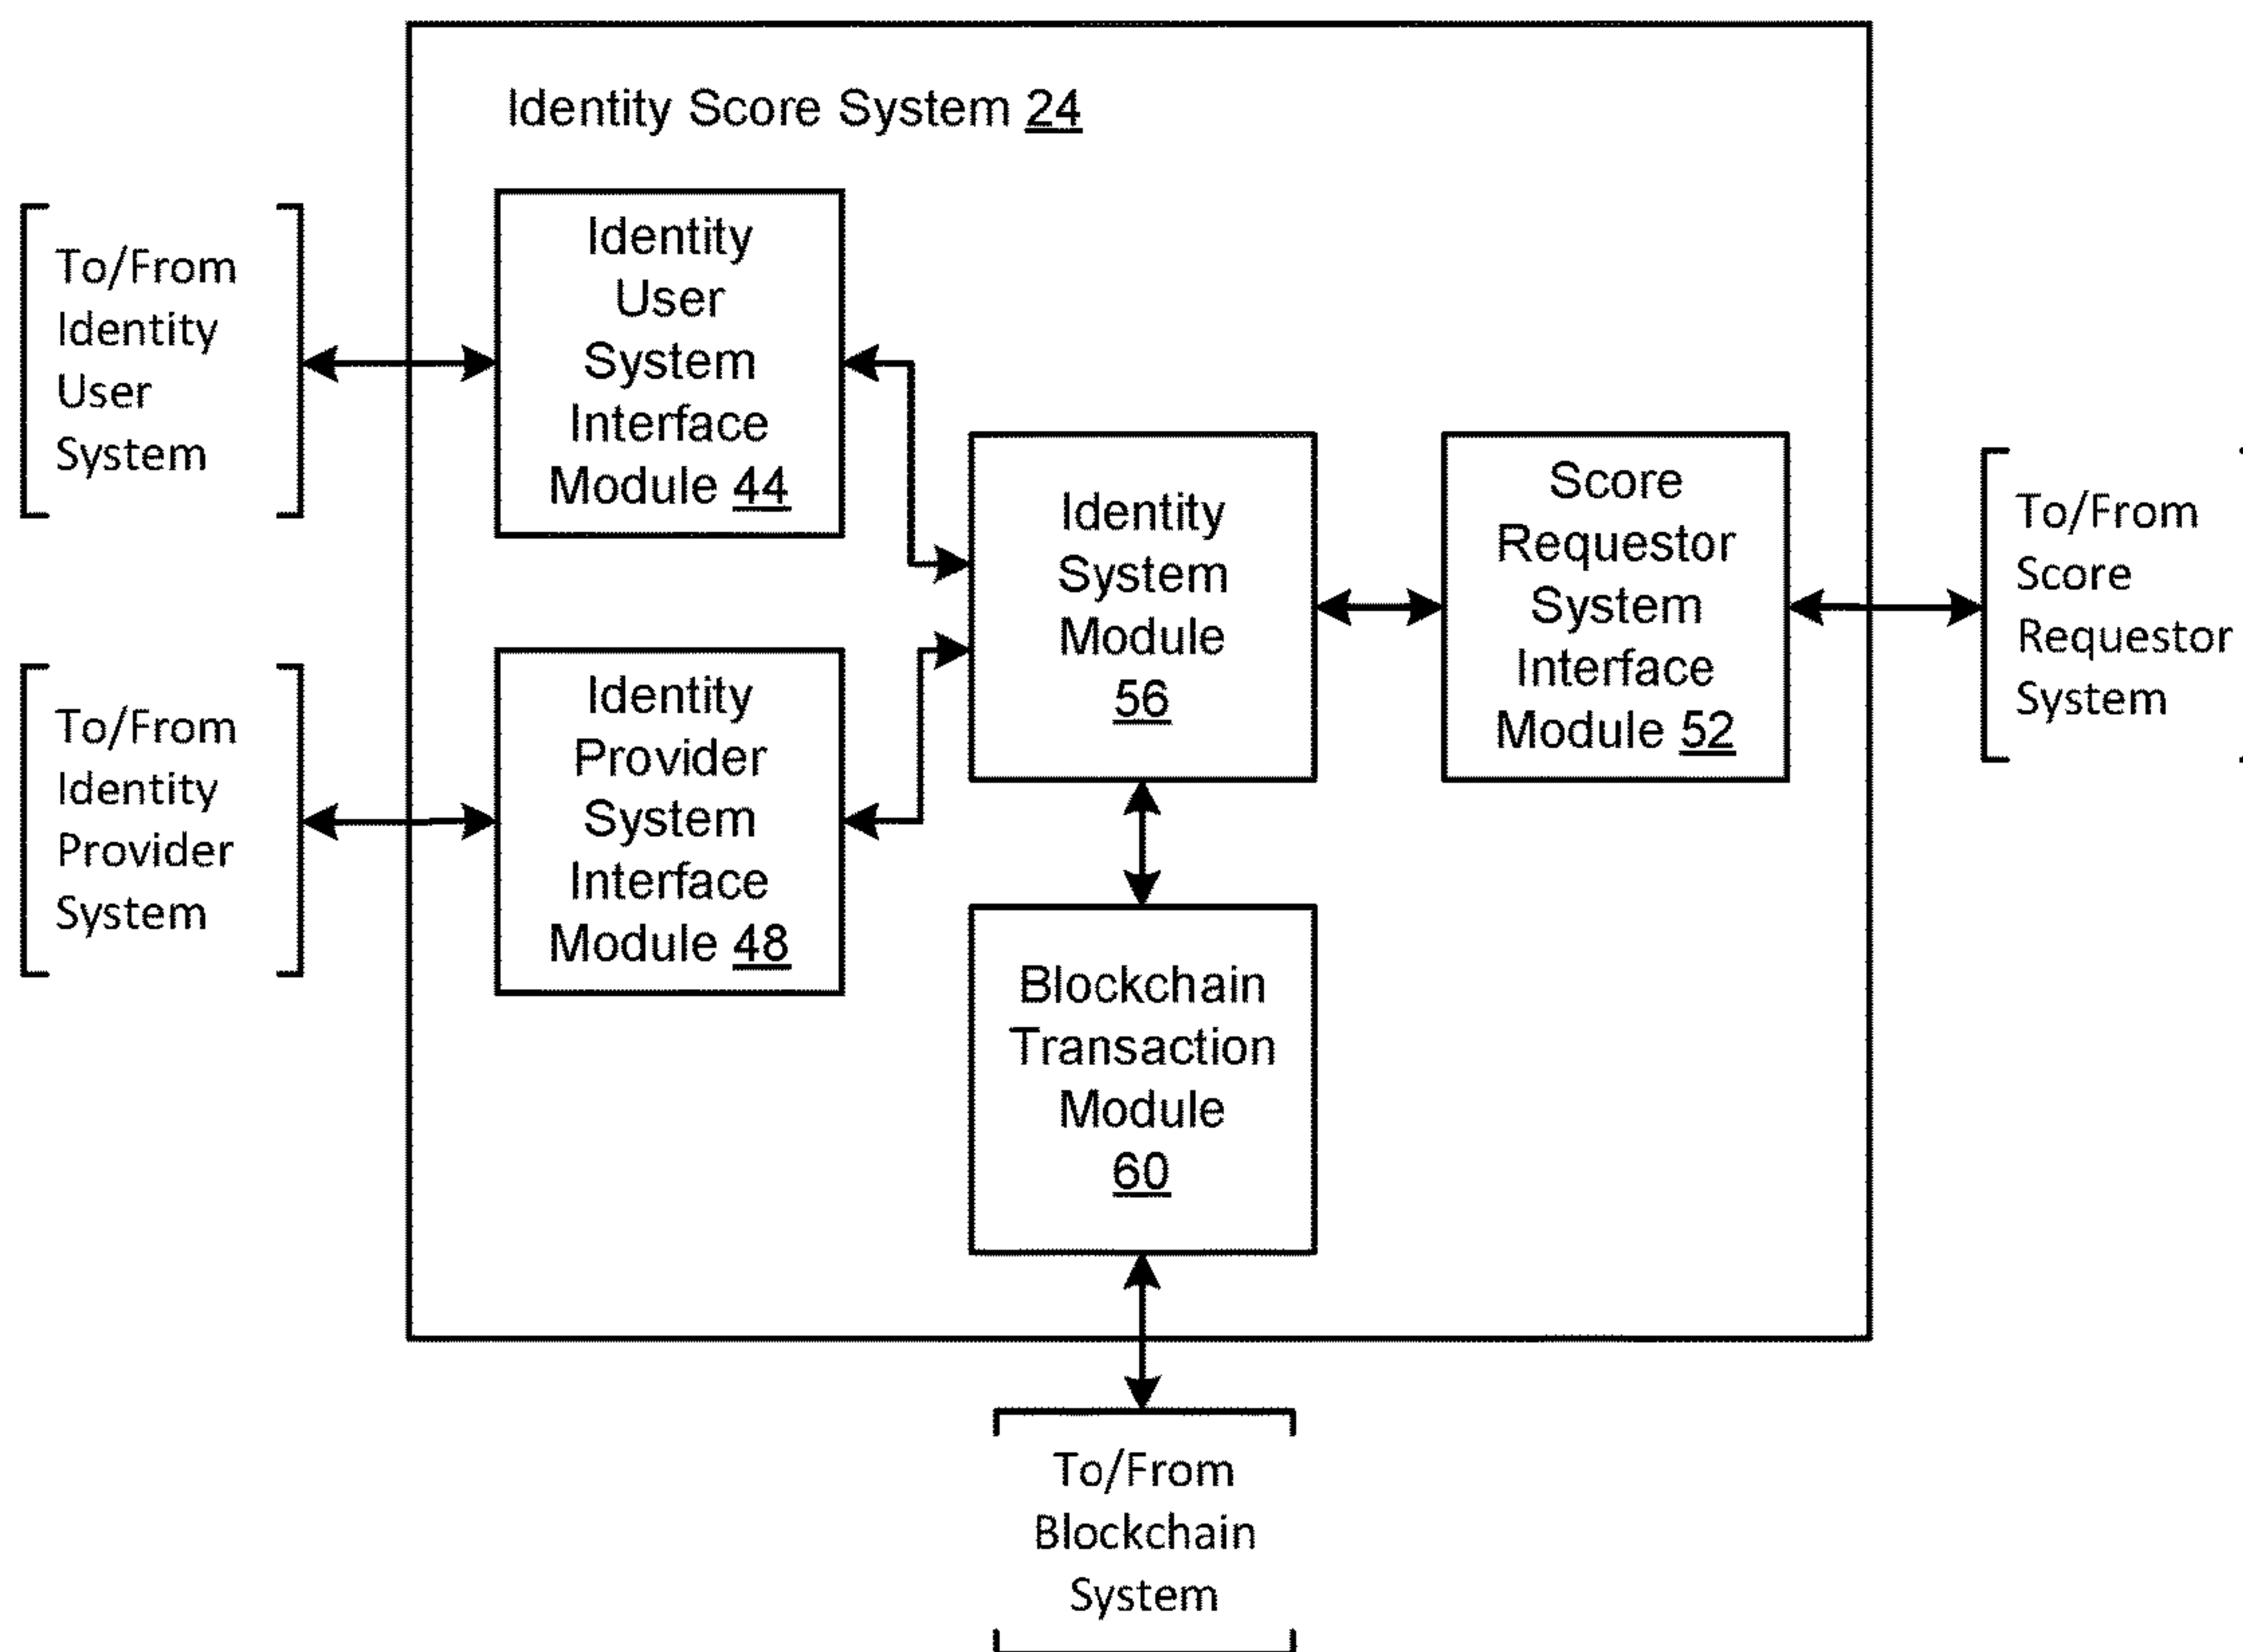 Identity Score System 24
To/From
Identity
User
System
Identity
User
System
Interface
Module 44
To/From
Identity
Provider
System
Identity
Provider
System
Interface
Module 48
Identity
System
Module
56
Score
Requestor
System
Interface
Module 52
To/From
Score
Requestor
System
Blockchain
Transaction
Module
60
To/From
Blockchain
System